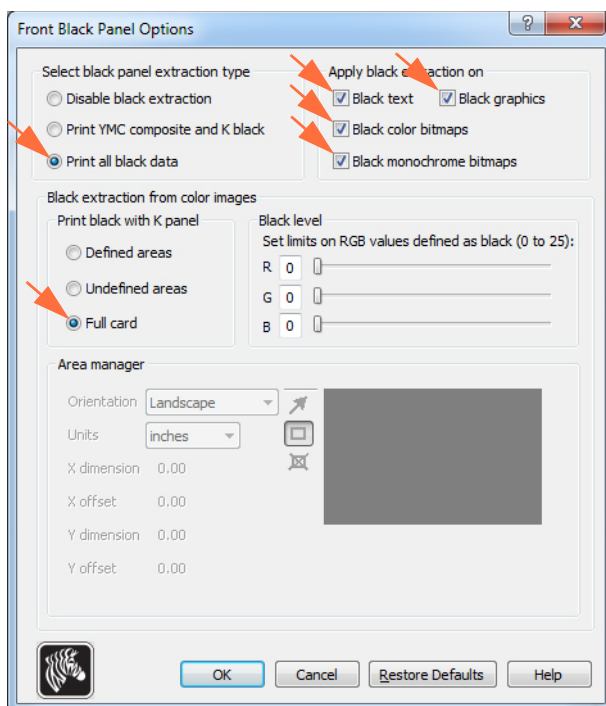 Front Black Panel Options
?
Select black panel extraction type
Disable black extraction
Print YMC composite and K black
Print all black data
Black text
Black graphics
Black color bitmaps
Black monochrome bitmaps
Black extraction from color images
Print black with K panel
Defined areas
Undefined areas
Full card
Black level
Set limits on RGB values defined as black (0 to 25):
R 0
G 0
B 0
Area manager
Orientation Landscape
Units inches
X dimension 0.00
X offset 0.00
Y dimension 0.00
Y offset 0.00
OK Cancel Restore Defaults Help